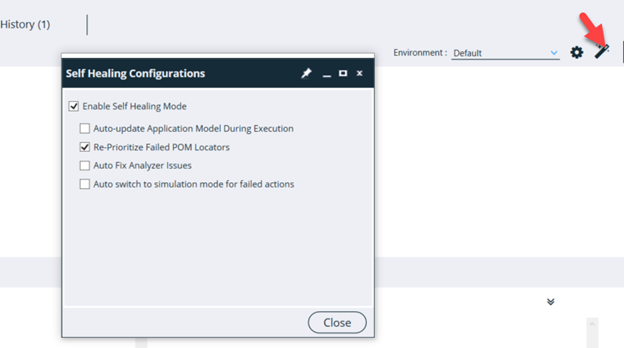 History (1)
Environment : Default
Self Healing Configurations
Enable Self Healing Mode
Auto-update Application Model During Execution
Re-Prioritize Failed POM Locators
Auto Fix Analyzer Issues
Auto switch to simulation mode for failed actions
Close